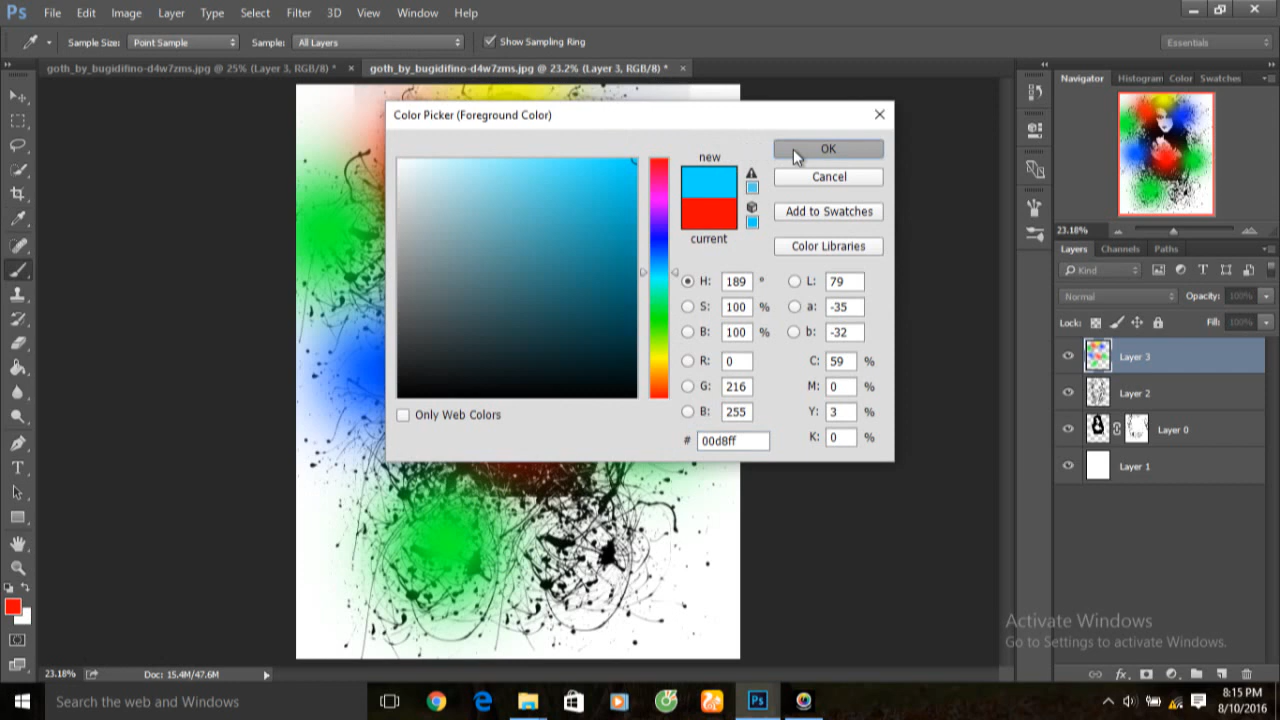 Ps File Edit Image Layer Type Select Filter 3D View Window Help
Sample Size: Point Sample Sample: All Layers Show Sampling Ring Essentials
goth_by_bugidifino-d4w7zms.jpg @ 25% (Layer 3, RGB/8) * × goth_by_bugidifino-d4w7zms.jpg @ 23.2% (Layer 3, RGB/8) * ×
Navigator Histogram Color Swatches
Color Picker (Foreground Color)
new
current
OK
Cancel
Add to Swatches
Color Libraries
H: 189 °
S: 100 %
B: 100 %
R: 0
G: 216
B: 255
# 00d8ff
L: 79
a: -35
b: -32
C: 59 %
M: 0 %
Y: 3 %
K: 0 %
Only Web Colors
23.18%
Layers Channels Paths
Kind
Normal Opacity: 100%
Lock: Fill: 100%
Layer 3
Layer 2
Layer 0
Layer 1
Activate Windows
Go to Settings to activate Windows.
23.18% Doc: 15.4M/47.6M
Search the web and Windows
Ps
8:15 PM
8/10/2016